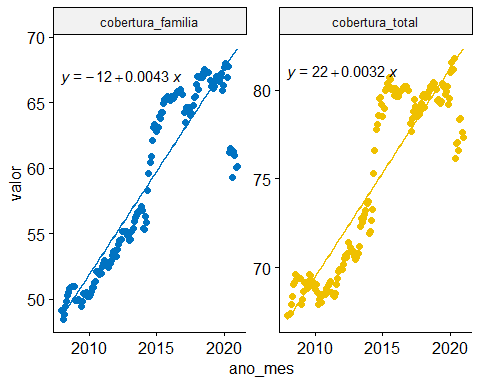 cobertura_familia
cobertura_total
y = −12 + 0.0043 x
y = 22 + 0.0032 x
valor
70
65
60
55
50
80
75
70
2010
2015
2020
2010
2015
2020
ano_mes